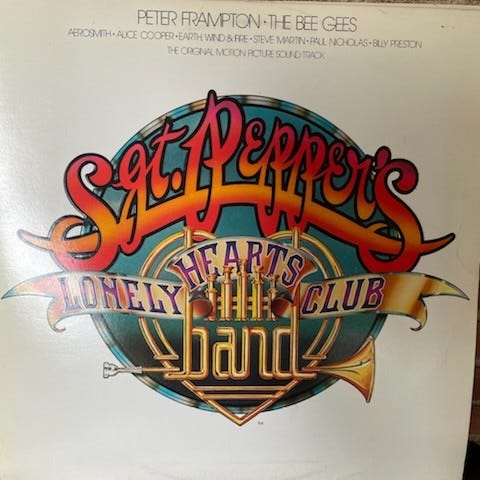 PETER FRAMPTON • THE BEE GEES
AEROSMITH • ALICE COOPER • EARTH, WIND & FIRE • STEVE MARTIN • PAUL NICHOLAS • BILLY PRESTON
THE ORIGINAL MOTION PICTURE SOUND TRACK
Sgt. Pepper's
LONELY HEARTS CLUB
band